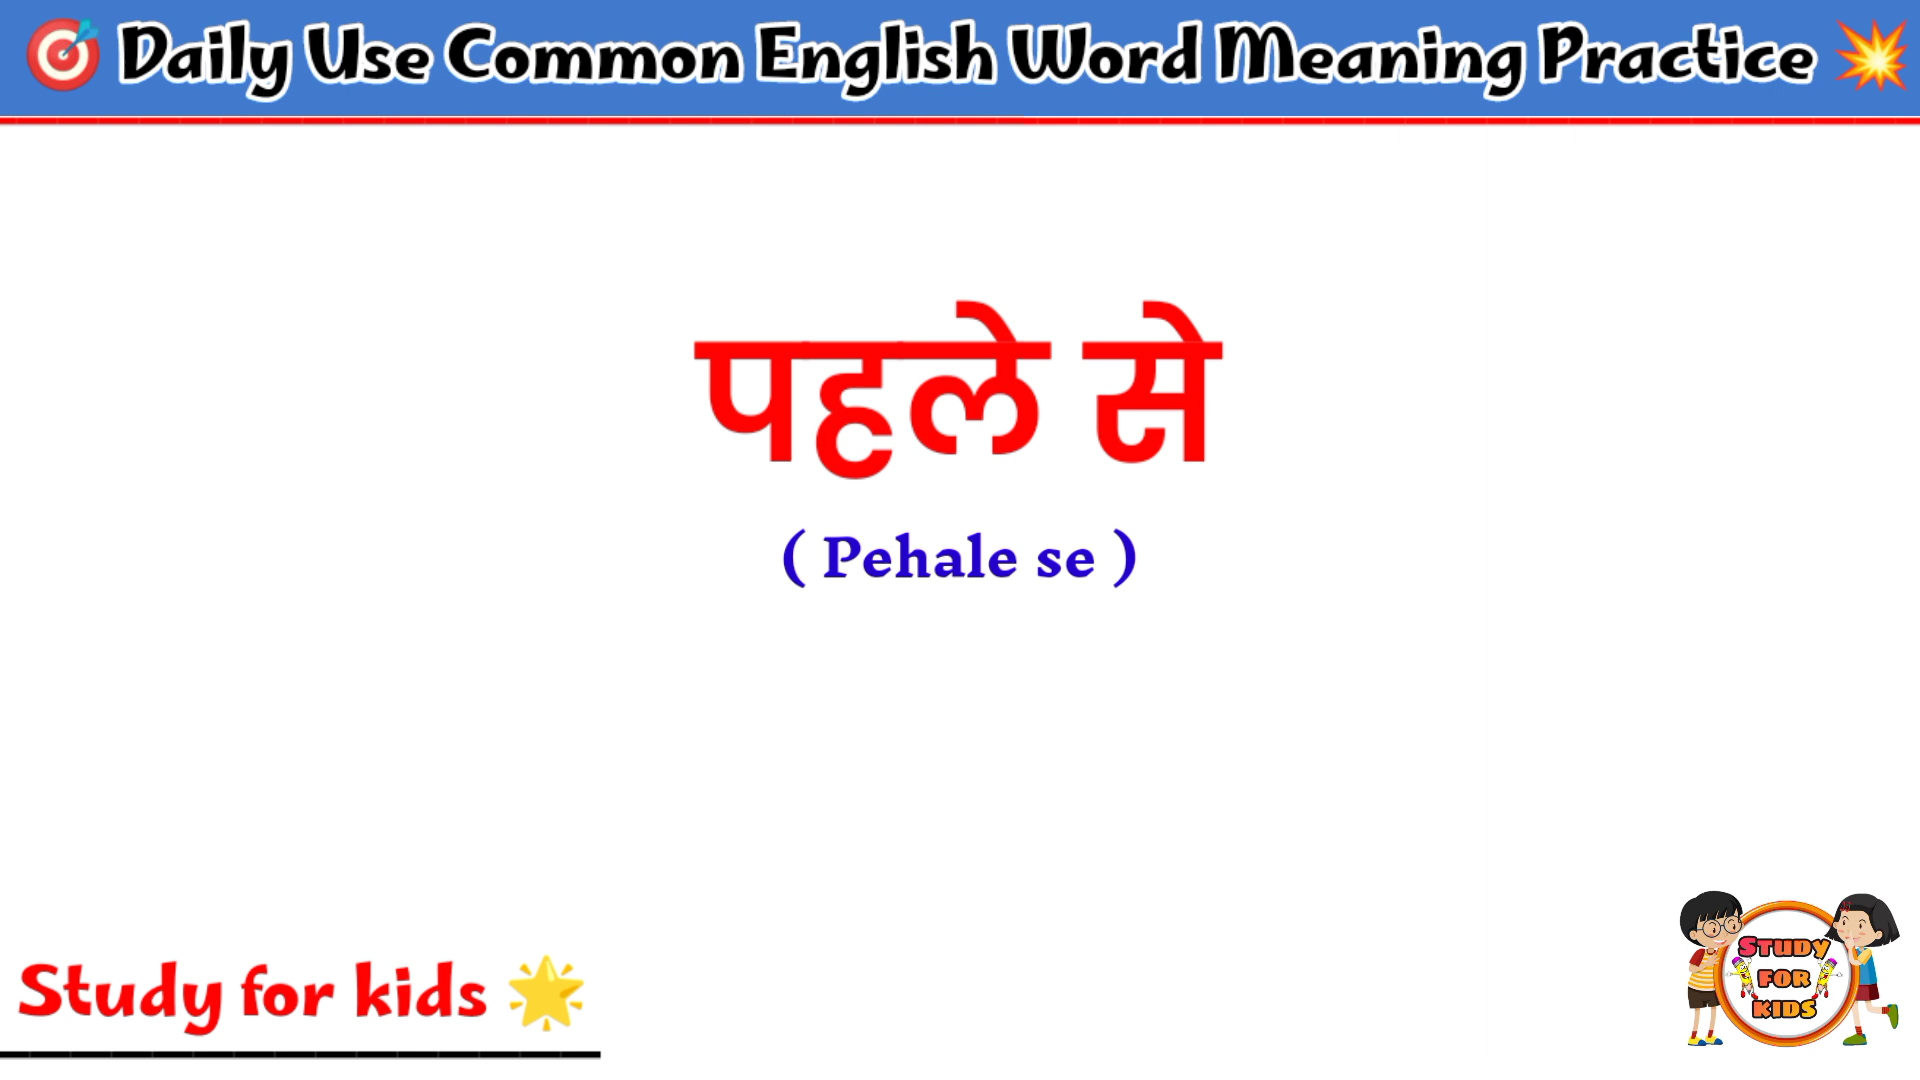 🎯 Daily Use Common English Word Meaning Practice 💥
पहले से
( Pehale se )
Study for kids 🌟
STUDY
FOR
KIDS